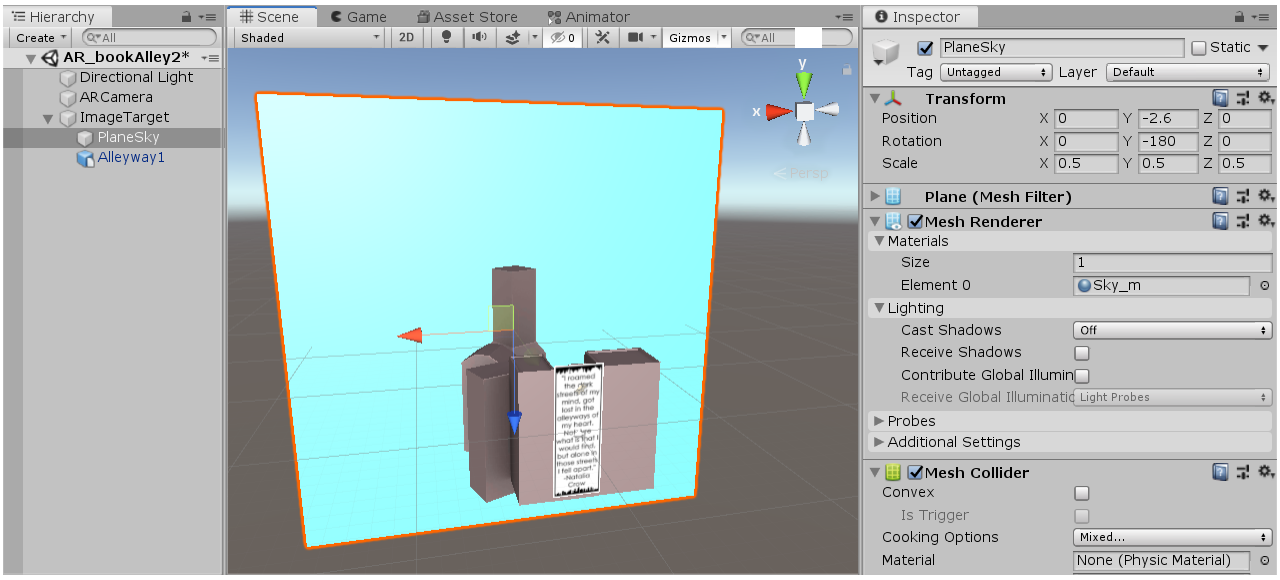 Hierarchy
Create All
AR_bookAlley2*
Directional Light
ARCamera
ImageTarget
PlaneSky
Alleyway1
Scene Game Asset Store Animator
Shaded 2D 0 Gizmos All
y
x
Persp
"I roamed
the dark
streets of my
mind, got
lost in the
alleyways of
my heart.
what is that I
would find,
but alone in
those streets
I fell apart."
-Natalia
Crow
Inspector
PlaneSky Static
Tag Untagged Layer Default
Transform
Position X 0 Y -2.6 Z 0
Rotation X 0 Y -180 Z 0
Scale X 0.5 Y 0.5 Z 0.5
Plane (Mesh Filter)
Mesh Renderer
Materials
Size 1
Element 0 Sky_m
Lighting
Cast Shadows Off
Receive Shadows
Contribute Global Illumin
Receive Global Illuminatic Light Probes
Probes
Additional Settings
Mesh Collider
Convex
Is Trigger
Cooking Options Mixed...
Material None (Physic Material)